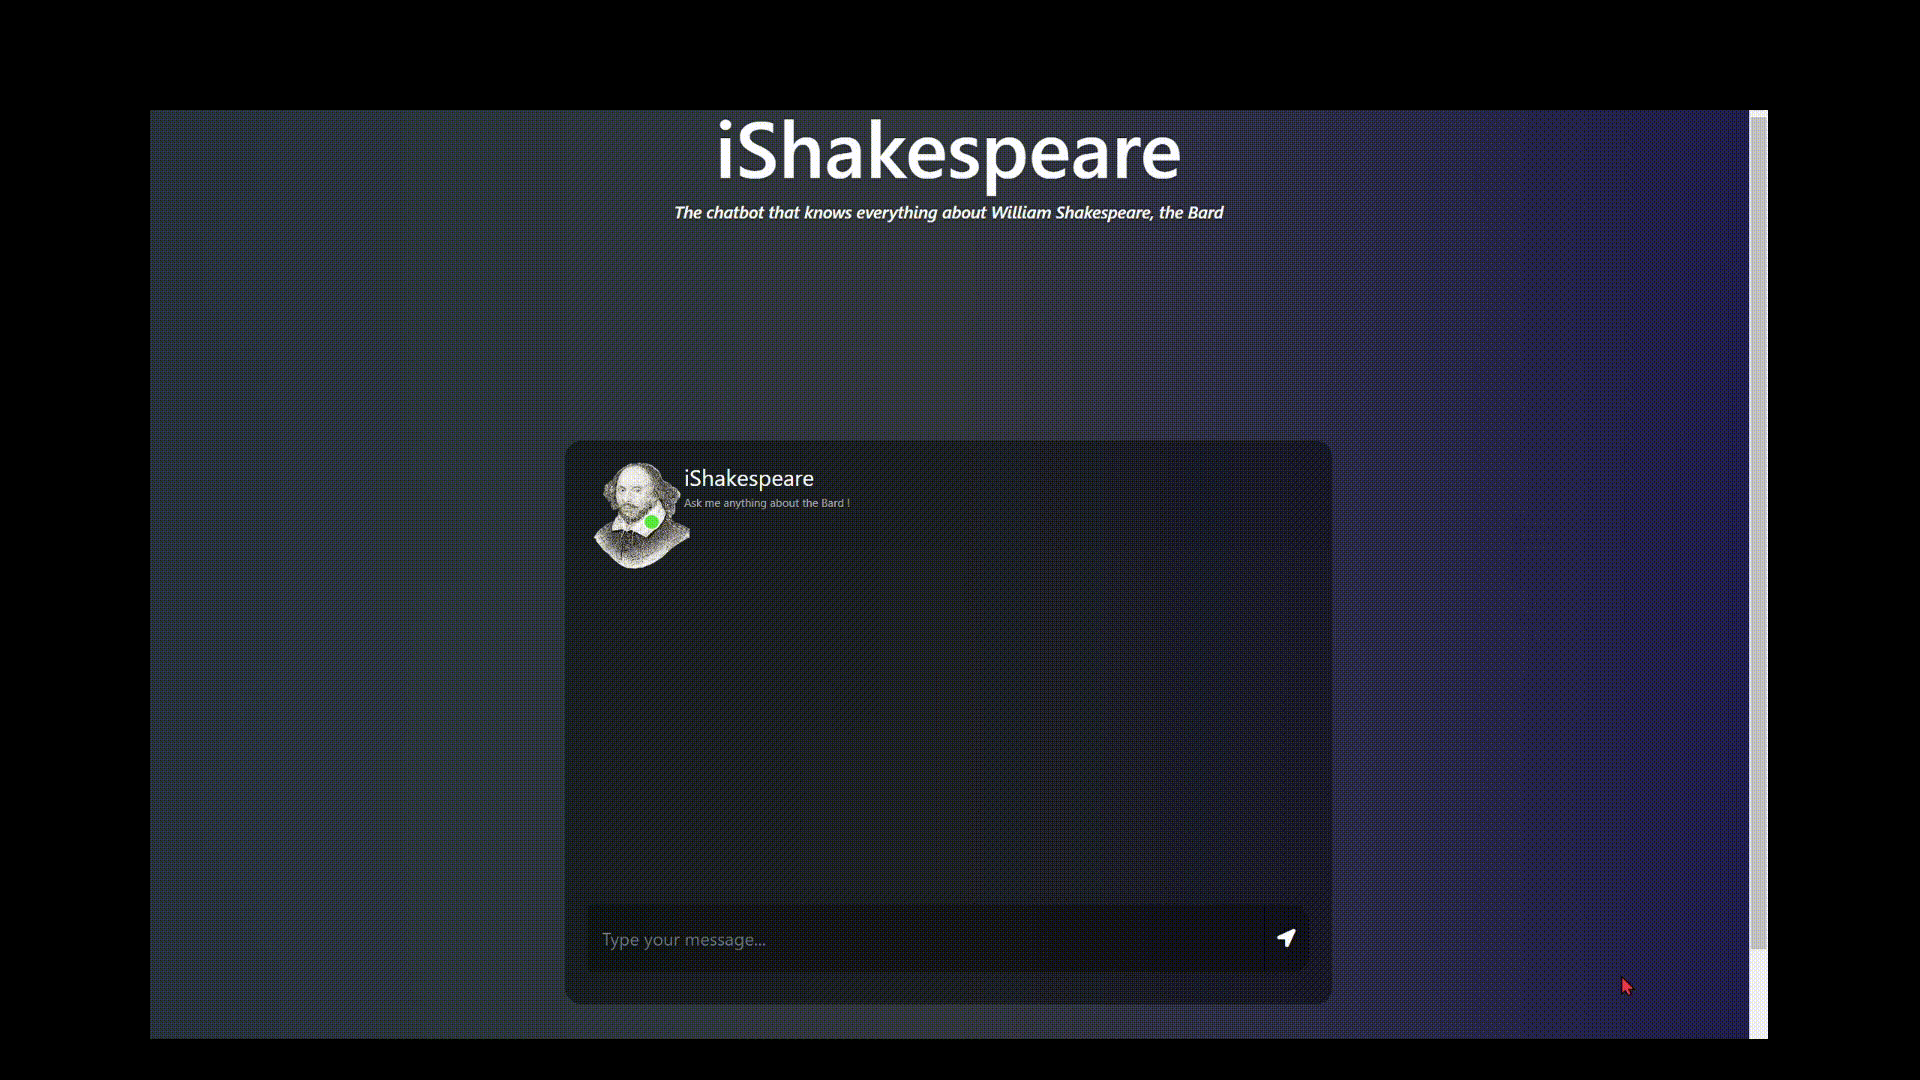 iShakespeare
The chatbot that knows everything about William Shakespeare, the Bard
iShakespeare
Ask me anything about the Bard !
Type your message...